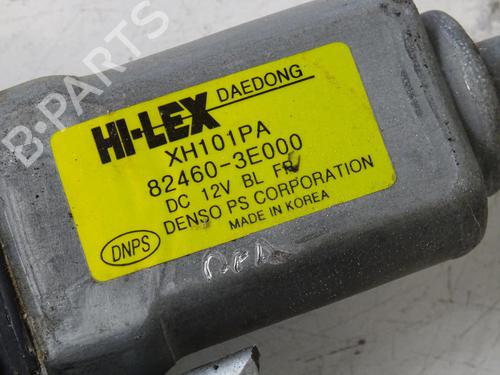 HI-LEX DAEDONG
XH101PA
82460-3E000
DC 12V BL FR
DENSO PS CORPORATION
DNPS MADE IN KOREA
B-PARTS